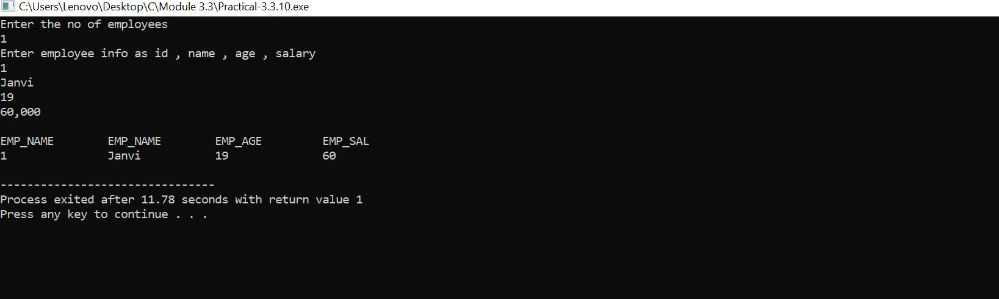 C:\Users\Lenovo\Desktop\C\Module 3.3\Practical-3.3.10.exe
Enter the no of employees
1
Enter employee info as id , name , age , salary
1
Janvi
19
60,000
EMP_NAME EMP_NAME EMP_AGE EMP_SAL
1 Janvi 19 60
--------------------------------
Process exited after 11.78 seconds with return value 1
Press any key to continue . . .